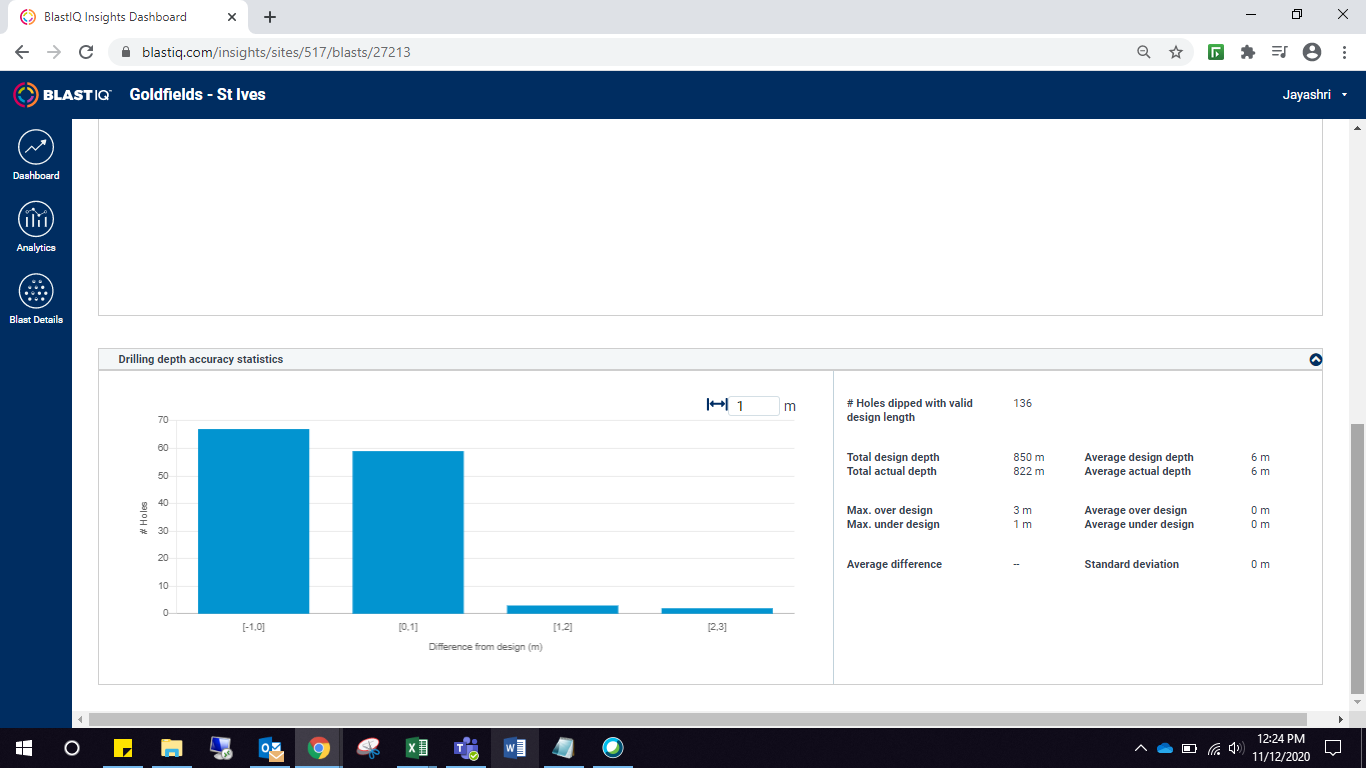 BlastIQ Insights Dashboard
blastiq.com/insights/sites/517/blasts/27213
BLASTIQ™ Goldfields - St Ives
Jayashri
Dashboard
Analytics
Blast Details
Drilling depth accuracy statistics
1 m
70
60
50
40
30
20
10
0
# Holes
[-1,0] [0,1] [1,2] [2,3]
Difference from design (m)
# Holes dipped with valid 136
design length
Total design depth 850 m Average design depth 6 m
Total actual depth 822 m Average actual depth 6 m
Max. over design 3 m Average over design 0 m
Max. under design 1 m Average under design 0 m
Average difference -- Standard deviation 0 m
12:24 PM
11/12/2020